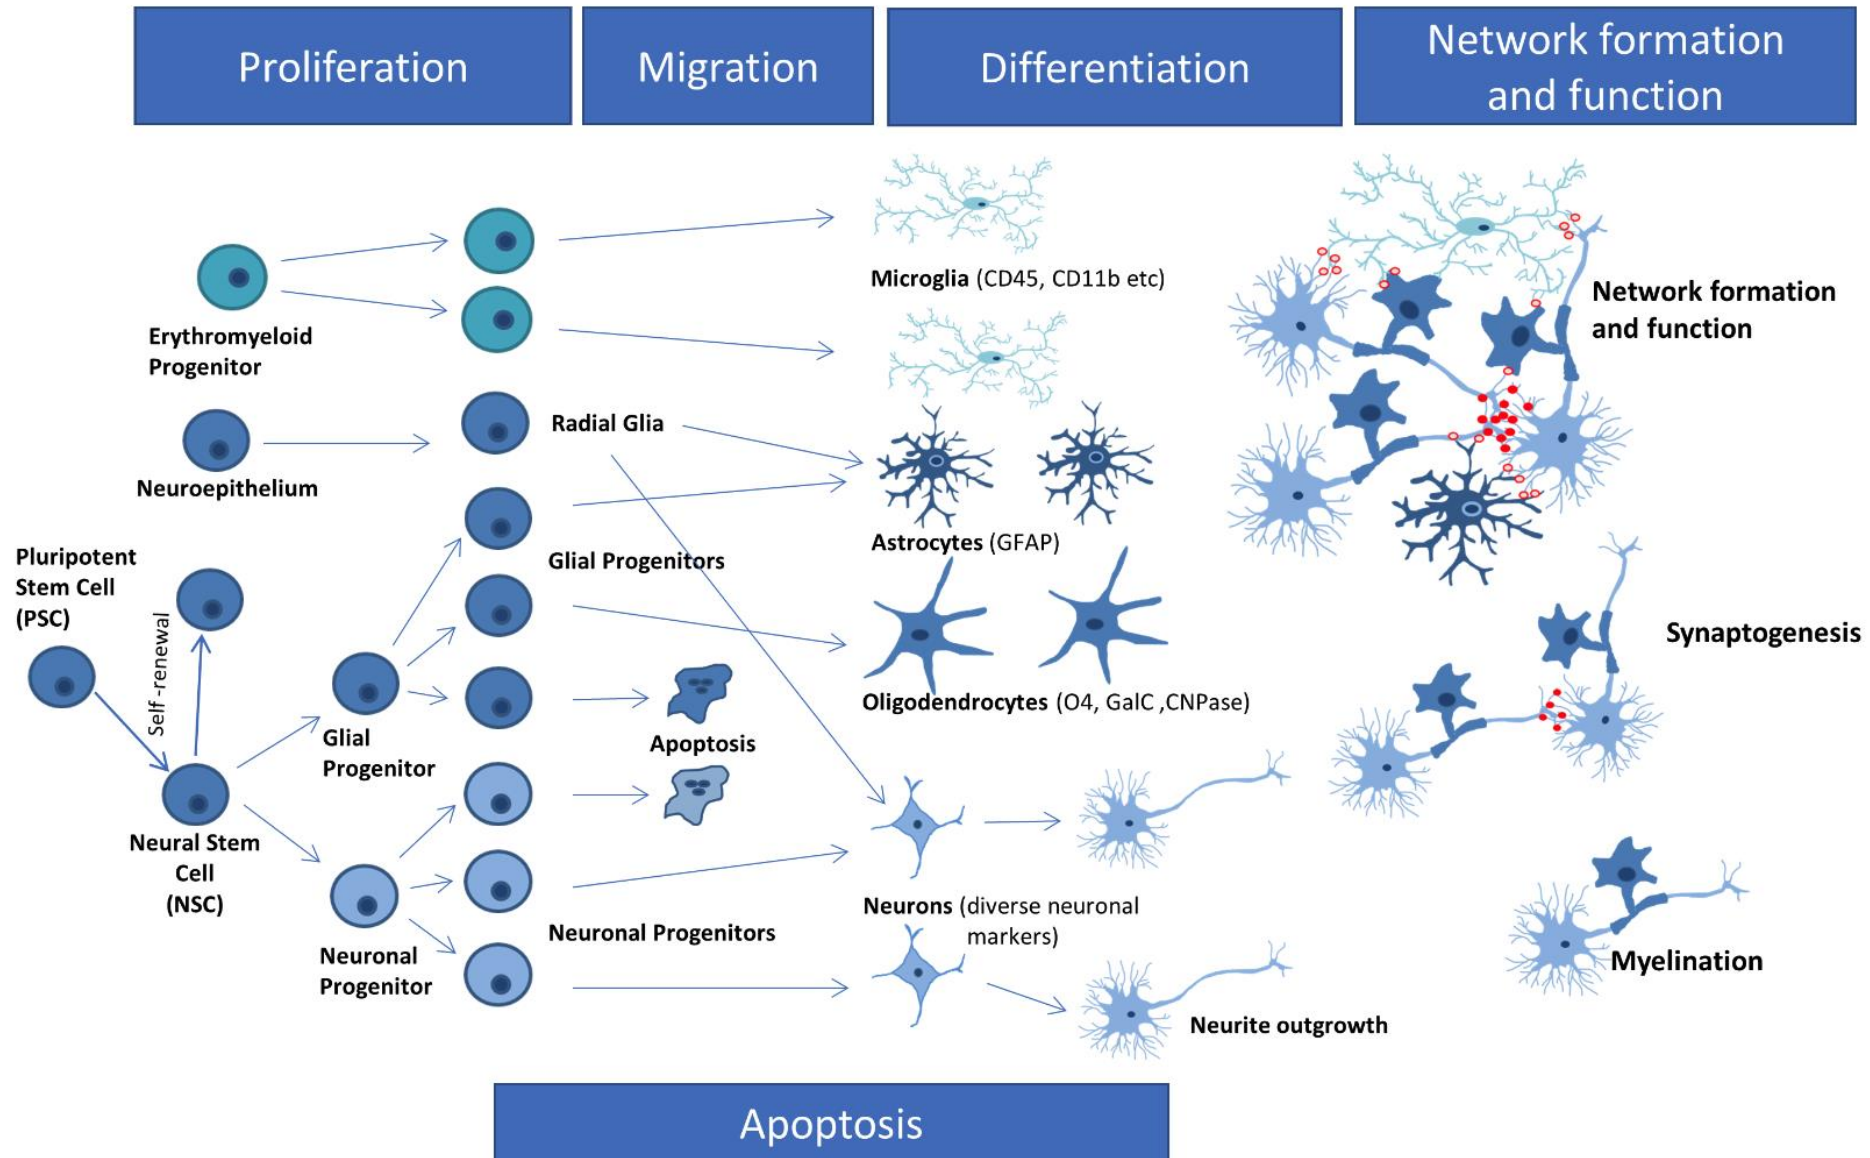 Proliferation
Migration
Differentiation
Network formation
and function
Microglia (CD45, CD11b etc)
Erythromyeloid
Progenitor
Network formation
and function
Radial Glia
Neuroepithelium
Astrocytes (GFAP)
Glial Progenitors
Pluripotent
Stem Cell
(PSC)
Self -renewal
Synaptogenesis
Oligodendrocytes (O4, GalC ,CNPase)
Glial
Progenitor
Apoptosis
Neural Stem
Cell
(NSC)
Neurons (diverse neuronal
markers)
Neuronal Progenitors
Neuronal
Progenitor
Myelination
Neurite outgrowth
Apoptosis